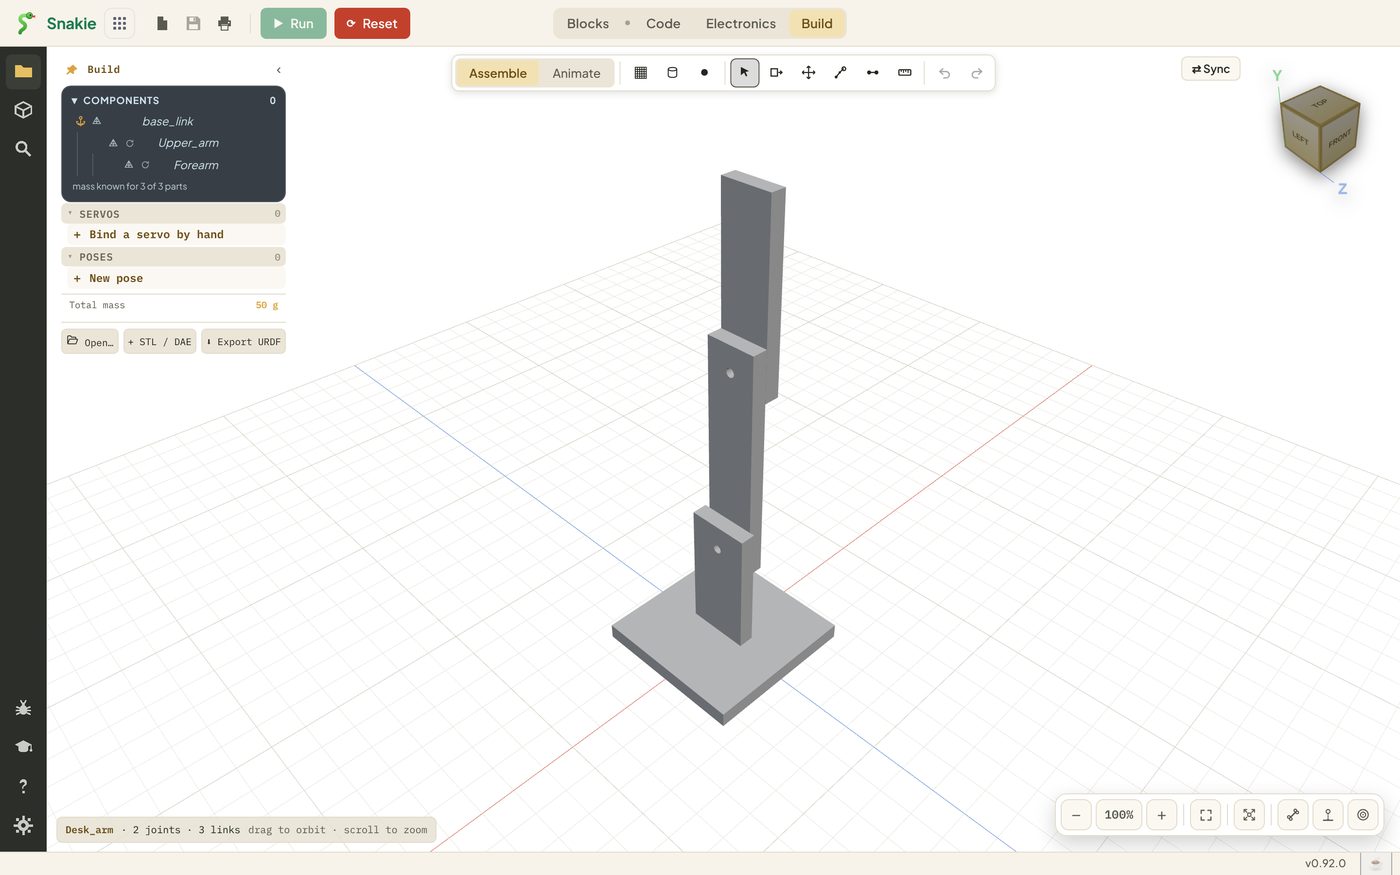 Snakie
Run
Reset
Blocks • Code Electronics Build
Build
Assemble Animate
Sync
Y
TOP
LEFT
FRONT
Z
COMPONENTS 0
base_link
Upper_arm
Forearm
mass known for 3 of 3 parts
SERVOS 0
+ Bind a servo by hand
POSES 0
+ New pose
Total mass 50 g
Open… + STL / DAE Export URDF
Desk_arm · 2 joints · 3 links drag to orbit · scroll to zoom
− 100% +
v0.92.0